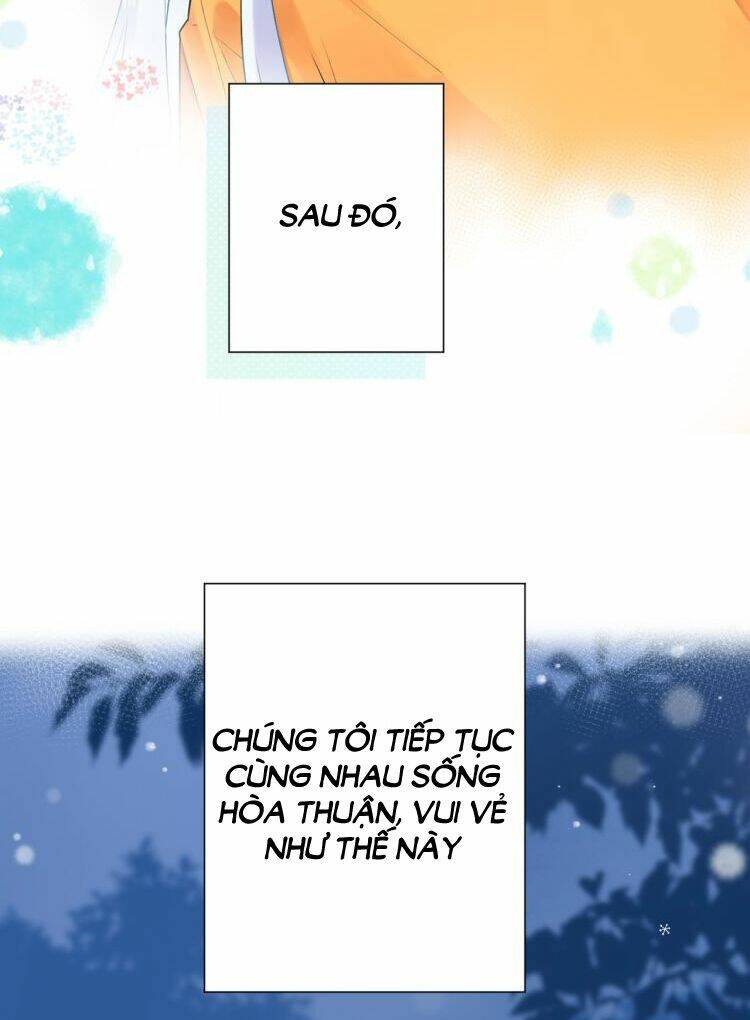 SAU ĐÓ,
CHÚNG TÔI TIẾP TỤC
CÙNG NHAU SỐNG
HÒA THUẬN, VUI VẺ
NHƯ THẾ NÀY